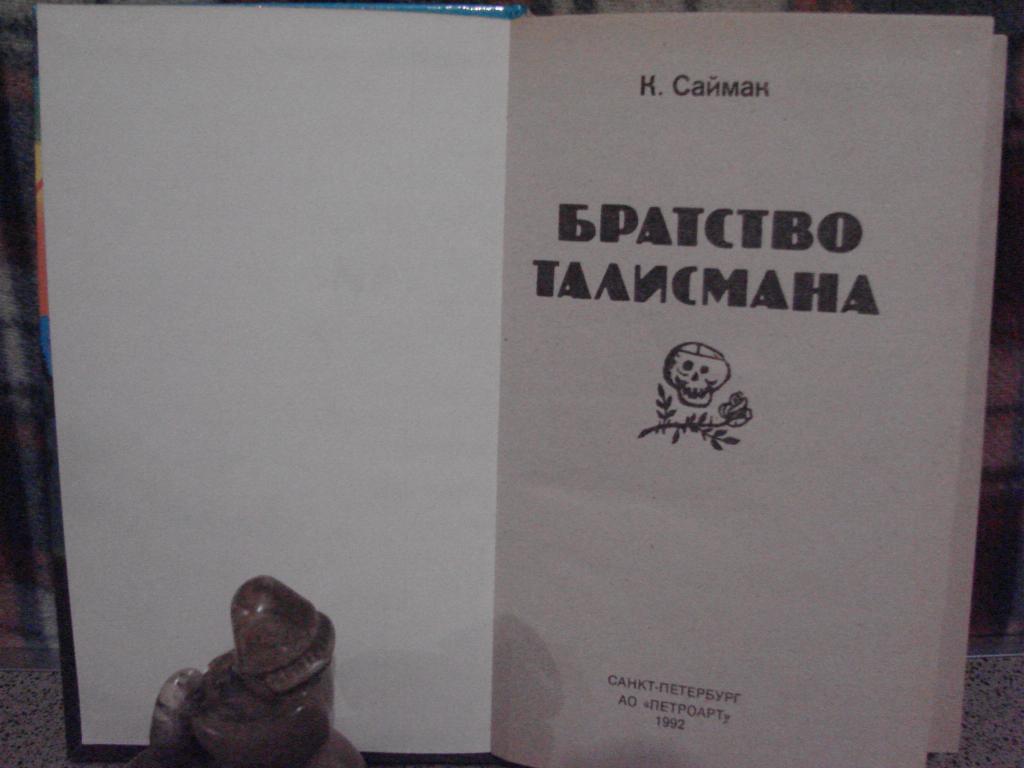 К. Саймак
БРАТСТВО
ТАЛИСМАНА
САНКТ-ПЕТЕРБУРГ
АО «ПЕТРОАРТ»
1992